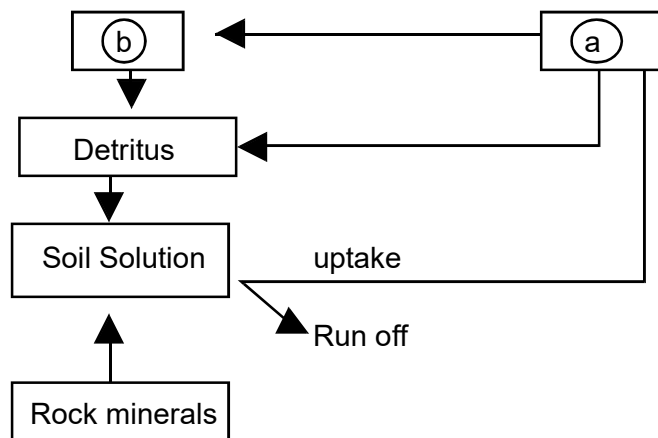 b
a
Detritus
Soil Solution
uptake
Run off
Rock minerals